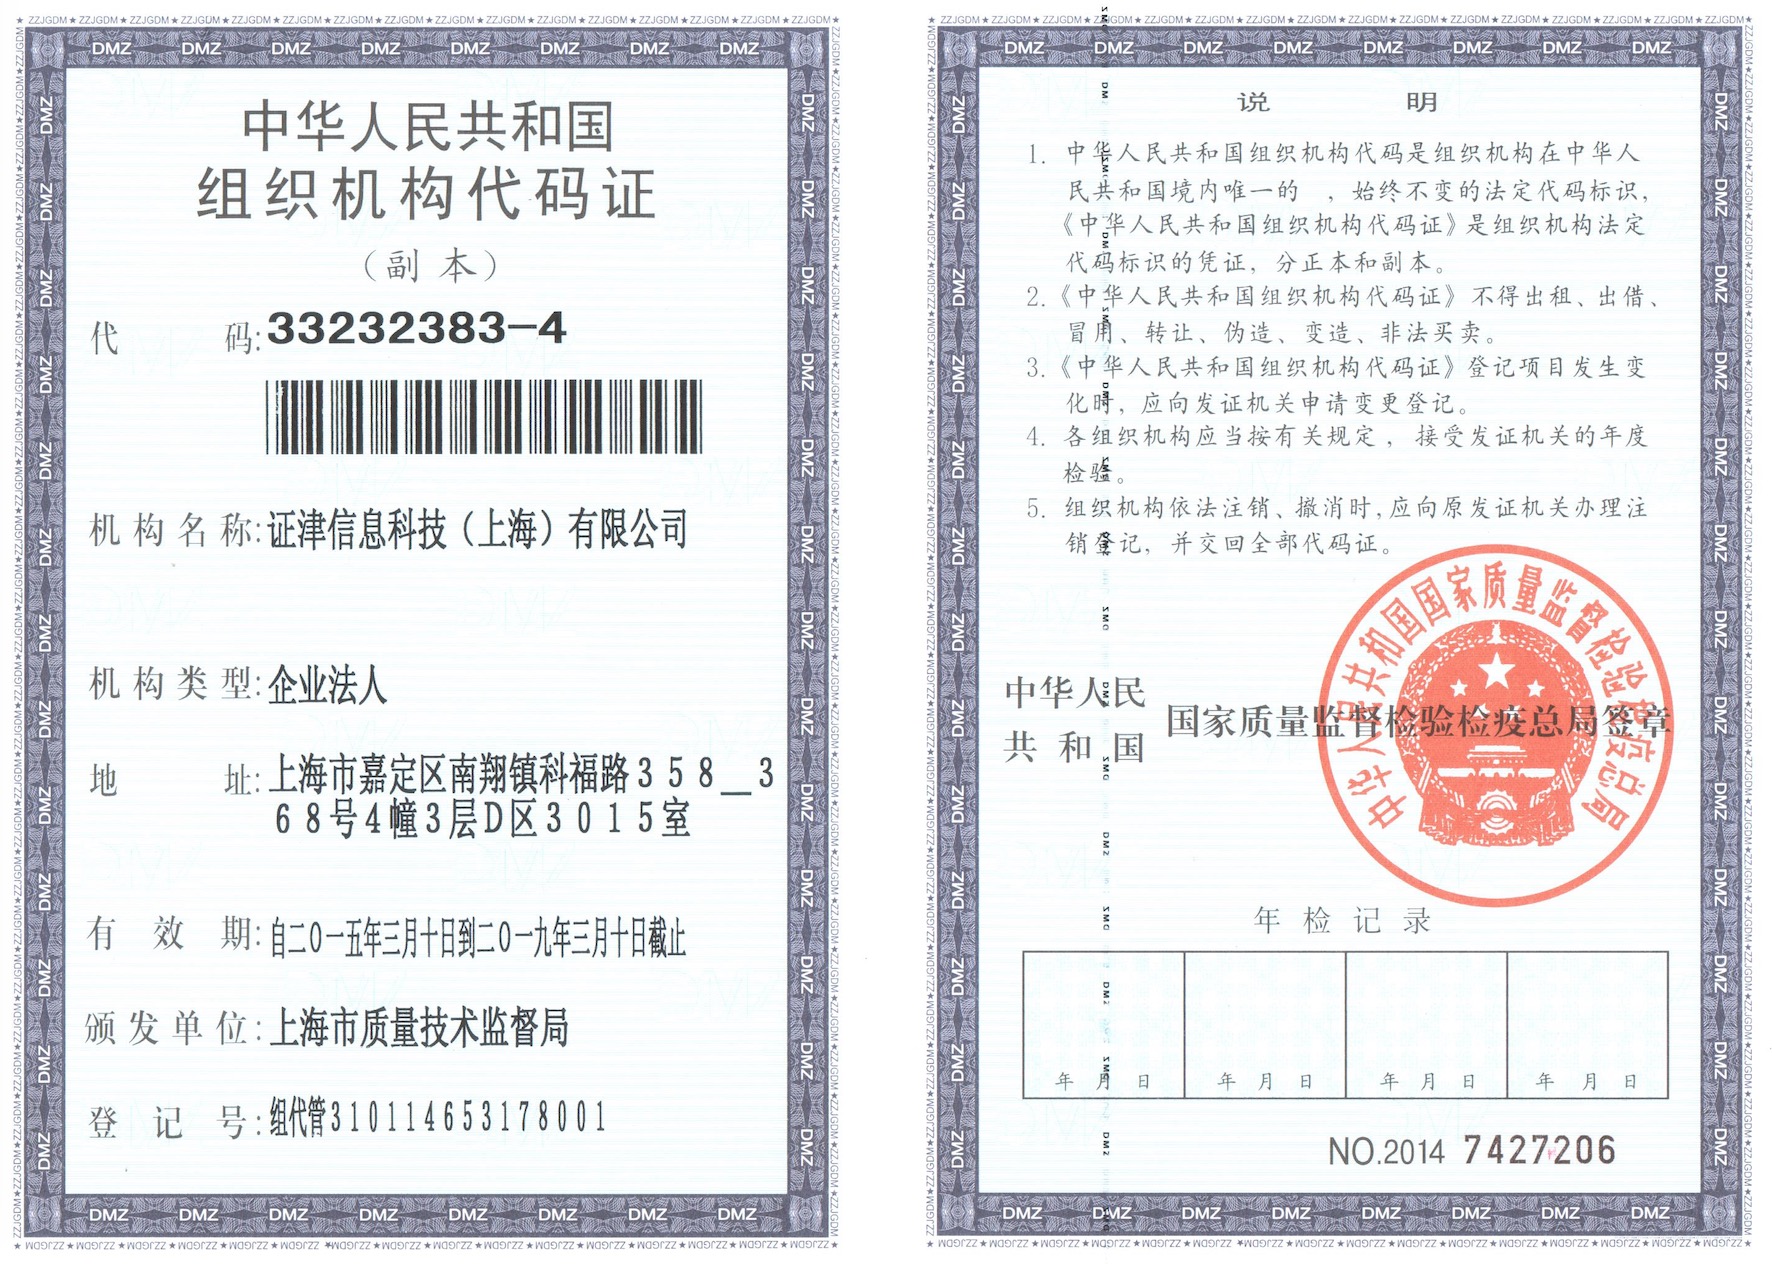 中华人民共和国
组织机构代码证
（副 本）
代 码:33232383-4
机构名称:证津信息科技（上海）有限公司
机构类型:企业法人
地 址:上海市嘉定区南翔镇科福路358__3
68号4幢3层D区3015室
有 效 期:自二〇一五年三月十日到二〇一九年三月十日截止
颁发单位:上海市质量技术监督局
登 记 号:组代管310114653178001
说 明
1. 中华人民共和国组织机构代码是组织机构在中华人
民共和国境内唯一的 ，始终不变的法定代码标识，
《中华人民共和国组织机构代码证》是组织机构法定
代码标识的凭证，分正本和副本。
2.《中华人民共和国组织机构代码证》不得出租、出借、
冒用、转让、伪造、变造、非法买卖。
3.《中华人民共和国组织机构代码证》登记项目发生变
化时，应向发证机关申请变更登记。
4. 各组织机构应当按有关规定，接受发证机关的年度
检验。
5. 组织机构依法注销、撤消时,应向原发证机关办理注
销登记，并交回全部代码证。
中华人民
共和国
国家质量监督检验检疫总局签章
中华人民共和国国家质量监督检验检疫总局
年检记录
年 月 日 年 月 日 年 月 日 年 月 日
NO.2014 7427206